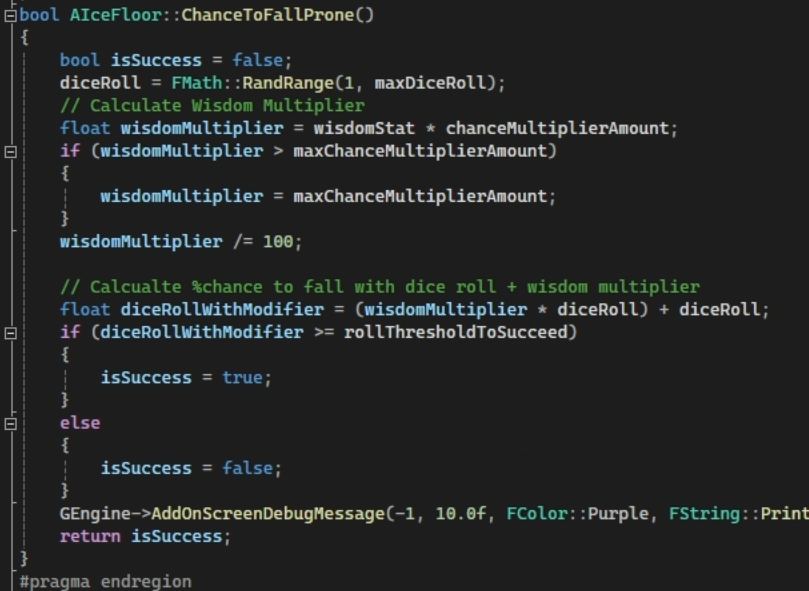 bool AIceFloor::ChanceToFallProne()
{
bool isSuccess = false;
diceRoll = FMath::RandRange(1, maxDiceRoll);
// Calculate Wisdom Multiplier
float wisdomMultiplier = wisdomStat * chanceMultiplierAmount;
if (wisdomMultiplier > maxChanceMultiplierAmount)
{
wisdomMultiplier = maxChanceMultiplierAmount;
}
wisdomMultiplier /= 100;
// Calcualte %chance to fall with dice roll + wisdom multiplier
float diceRollWithModifier = (wisdomMultiplier * diceRoll) + diceRoll;
if (diceRollWithModifier >= rollThresholdToSucceed)
{
isSuccess = true;
}
else
{
isSuccess = false;
}
GEngine->AddOnScreenDebugMessage(-1, 10.0f, FColor::Purple, FString::Print
return isSuccess;
}
#pragma endregion